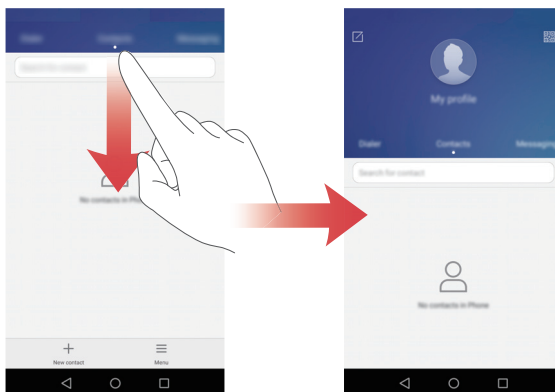 Dialer Contacts Messaging
Search for contact
No contacts in Phone
New contact Menu
My profile
Dialer Contacts Messaging
Search for contact
No contacts in Phone